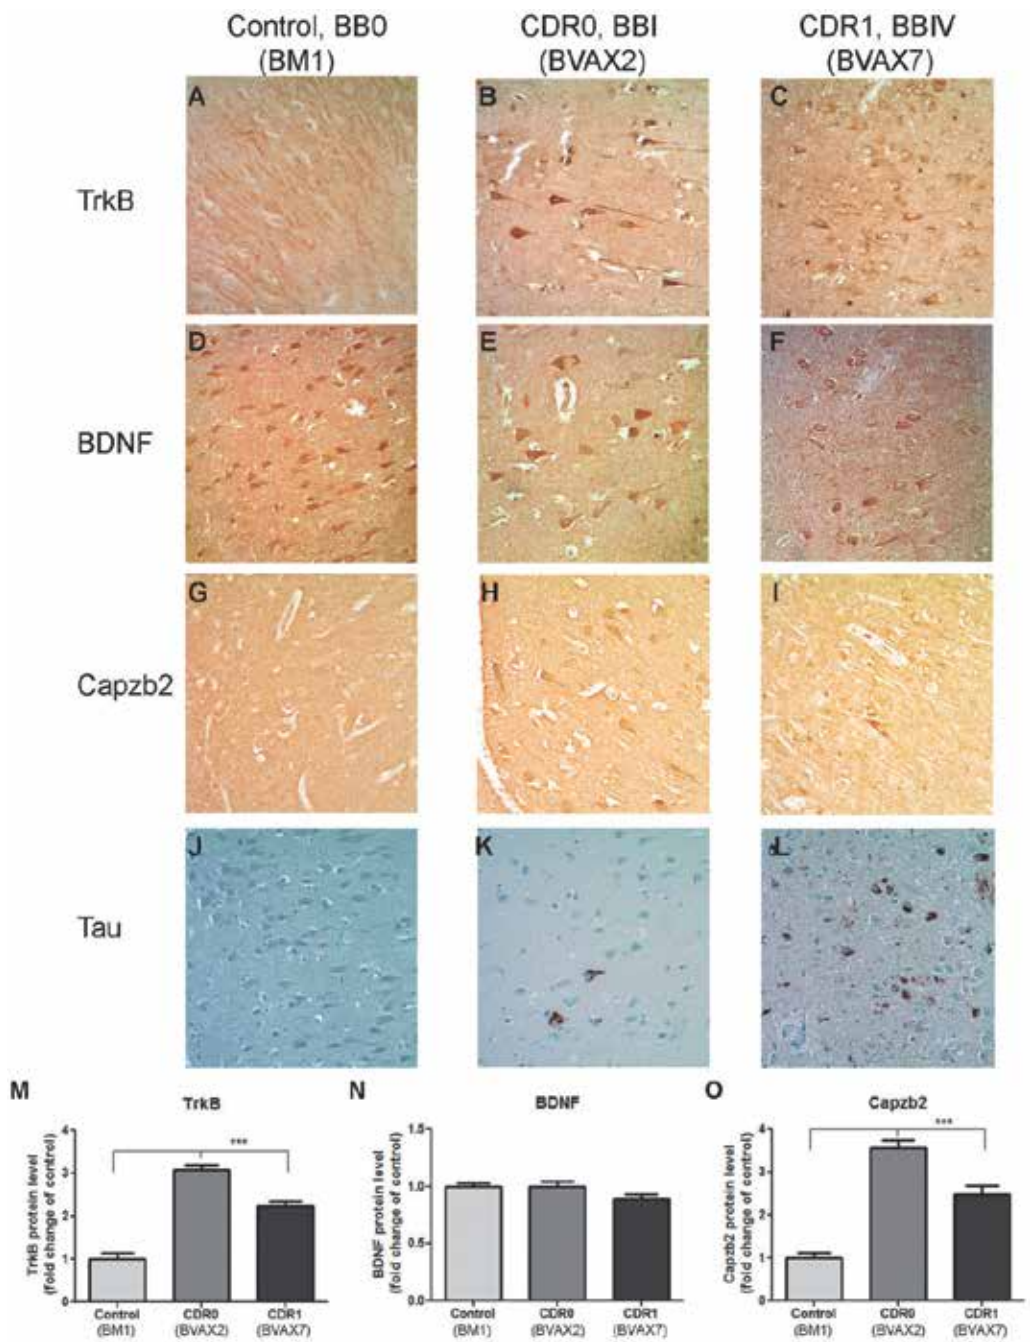 Control, BB0
(BM1)
CDR0, BBI
(BVAX2)
CDR1, BBIV
(BVAX7)
A
B
C
TrkB
D
E
F
BDNF
G
H
I
Capzb2
J
K
L
Tau
M
TrkB
TrkB protein level
(fold change of control)
4
3
2
1
0
***
Control
(BM1)
CDR0
(BVAX2)
CDR1
(BVAX7)
N
BDNF
BDNF protein level
(fold change of control)
1.5
1.0
0.5
0.0
Control
(BM1)
CDR0
(BVAX2)
CDR1
(BVAX7)
O
Capzb2
Capzb2 protein level
(fold change of control)
4
3
2
1
0
***
Control
(BM1)
CDR0
(BVAX2)
CDR1
(BVAX7)